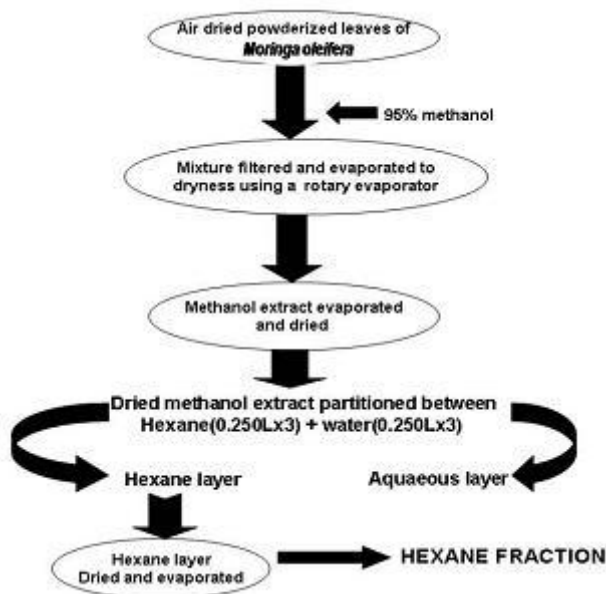 Air dried powderized leaves of
Moringa oleifera
95% methanol
Mixture filtered and evaporated to
dryness using a rotary evaporator
Methanol extract evaporated
and dried
Dried methanol extract partitioned between
Hexane(0.250Lx3) + water(0.250Lx3)
Hexane layer
Aquaeous layer
Hexane layer
Dried and evaporated
HEXANE FRACTION